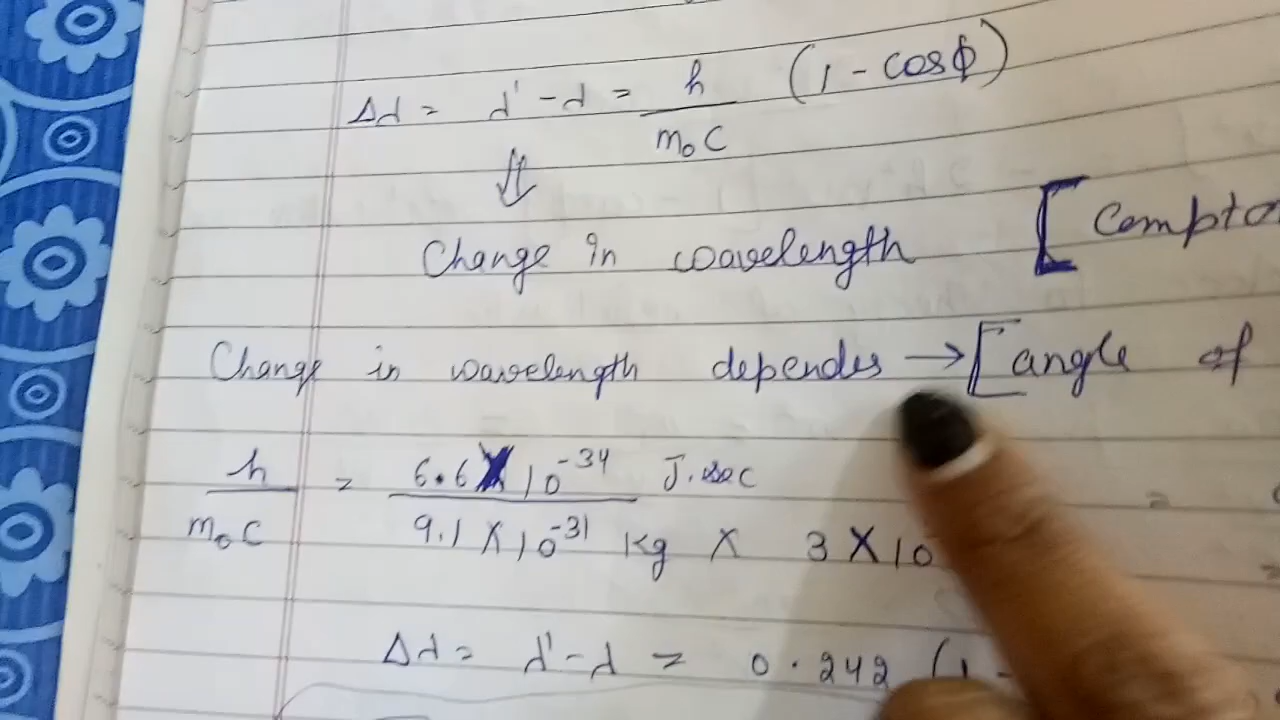 Δλ = λ' - λ = h/m₀C (1 - cosϕ)
⇓
Change in wavelength [Compto
Change in wavelength depends → [angle of
h/m₀C = 6.6 X 10⁻³⁴ J.sec / 9.1 X 10⁻³¹ kg X 3 X 10 =
Δλ = λ' - λ = 0.242 (1 -